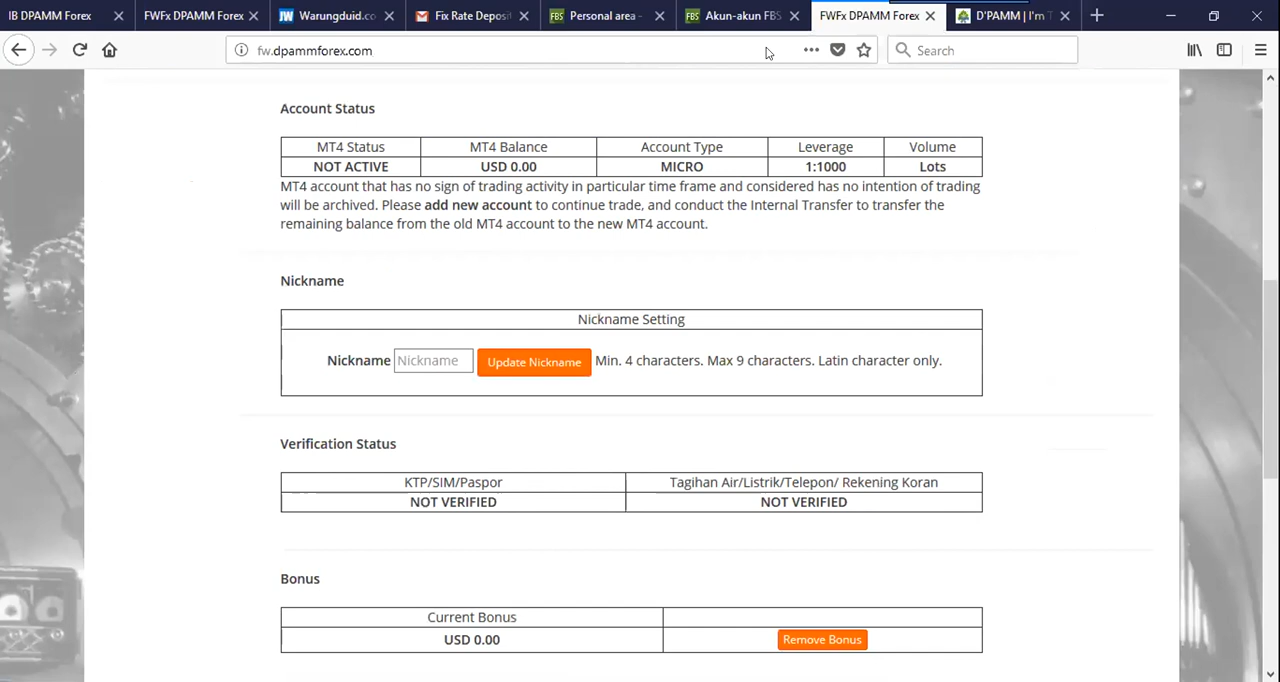 IB DPAMM Forex
FWFx DPAMM Forex
Warungduid.co
Fix Rate Deposi
FBS Personal area -
FBS Akun-akun FBS
FWFx DPAMM Forex
D'PAMM | I'm T
fw.dpammforex.com
Search
Account Status
MT4 Status MT4 Balance Account Type Leverage Volume
NOT ACTIVE USD 0.00 MICRO 1:1000 Lots
MT4 account that has no sign of trading activity in particular time frame and considered has no intention of trading
will be archived. Please add new account to continue trade, and conduct the Internal Transfer to transfer the
remaining balance from the old MT4 account to the new MT4 account.
Nickname
Nickname Setting
Nickname Nickname Update Nickname Min. 4 characters. Max 9 characters. Latin character only.
Verification Status
KTP/SIM/Paspor Tagihan Air/Listrik/Telepon/ Rekening Koran
NOT VERIFIED NOT VERIFIED
Bonus
Current Bonus
USD 0.00 Remove Bonus